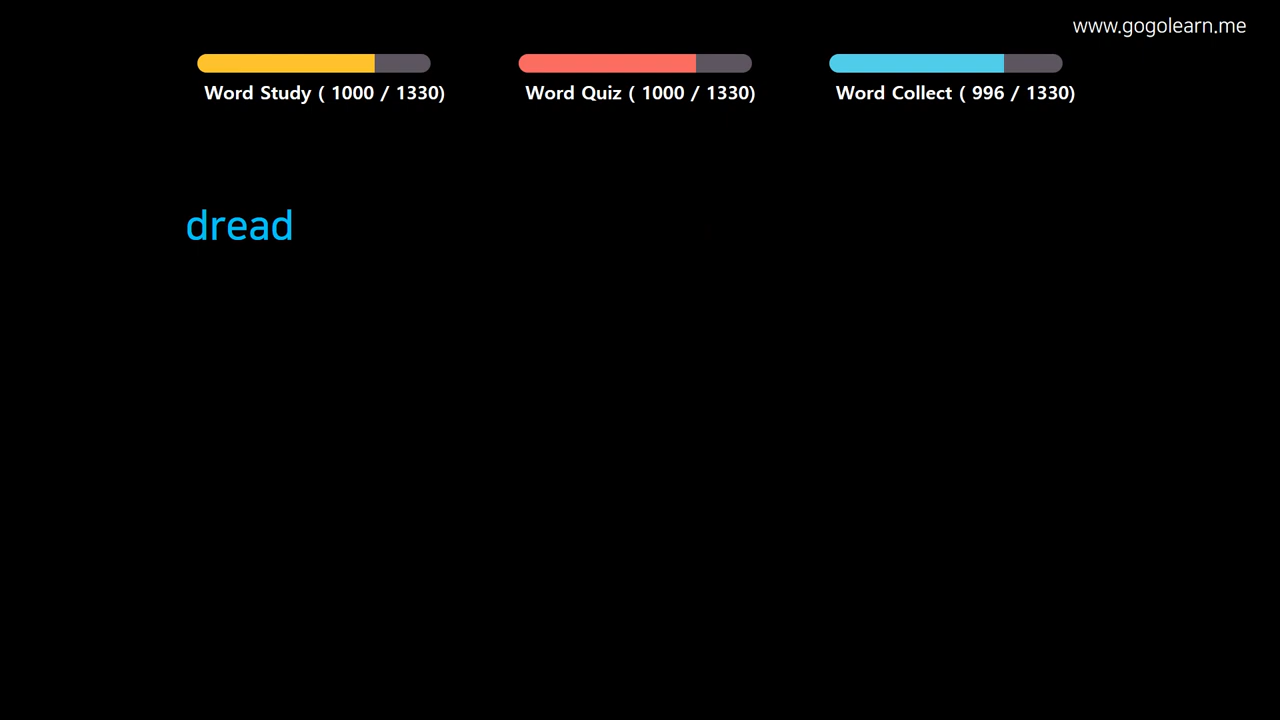 www.gogolearn.me
Word Study ( 1000 / 1330)
Word Quiz ( 1000 / 1330)
Word Collect ( 996 / 1330)
dread